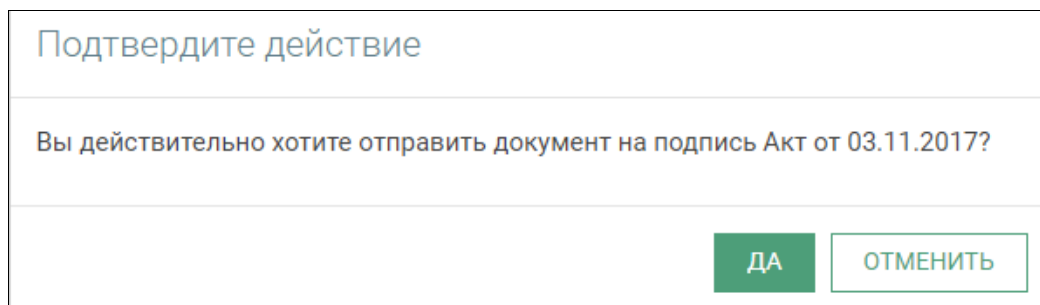 Подтвердите действие
Вы действительно хотите отправить документ на подпись Акт от 03.11.2017?
ДА ОТМЕНИТЬ